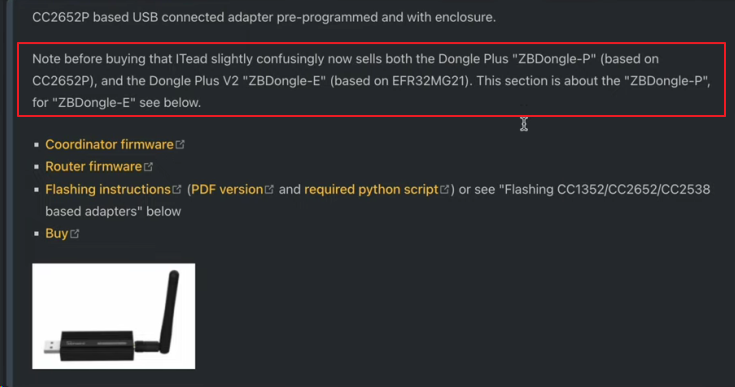 CC2652P based USB connected adapter pre-programmed and with enclosure.
Note before buying that ITead slightly confusingly now sells both the Dongle Plus "ZBDongle-P" (based on
CC2652P), and the Dongle Plus V2 "ZBDongle-E" (based on EFR32MG21). This section is about the "ZBDongle-P",
for "ZBDongle-E" see below.
Coordinator firmware
Router firmware
Flashing instructions (PDF version and required python script) or see "Flashing CC1352/CC2652/CC2538
based adapters" below
Buy